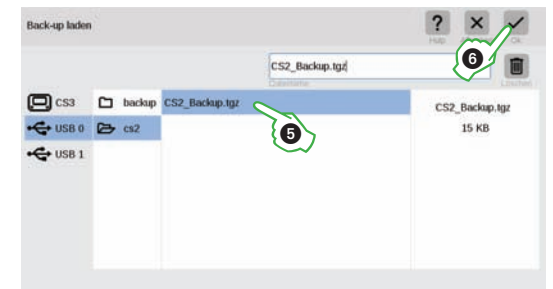 Back-up laden
Help
CS2_Backup.tgz
Dateiname
Löschen
CS3
backup
CS2_Backup.tgz
CS2_Backup.tgz
USB 0
cs2
15 KB
USB 1
5
6